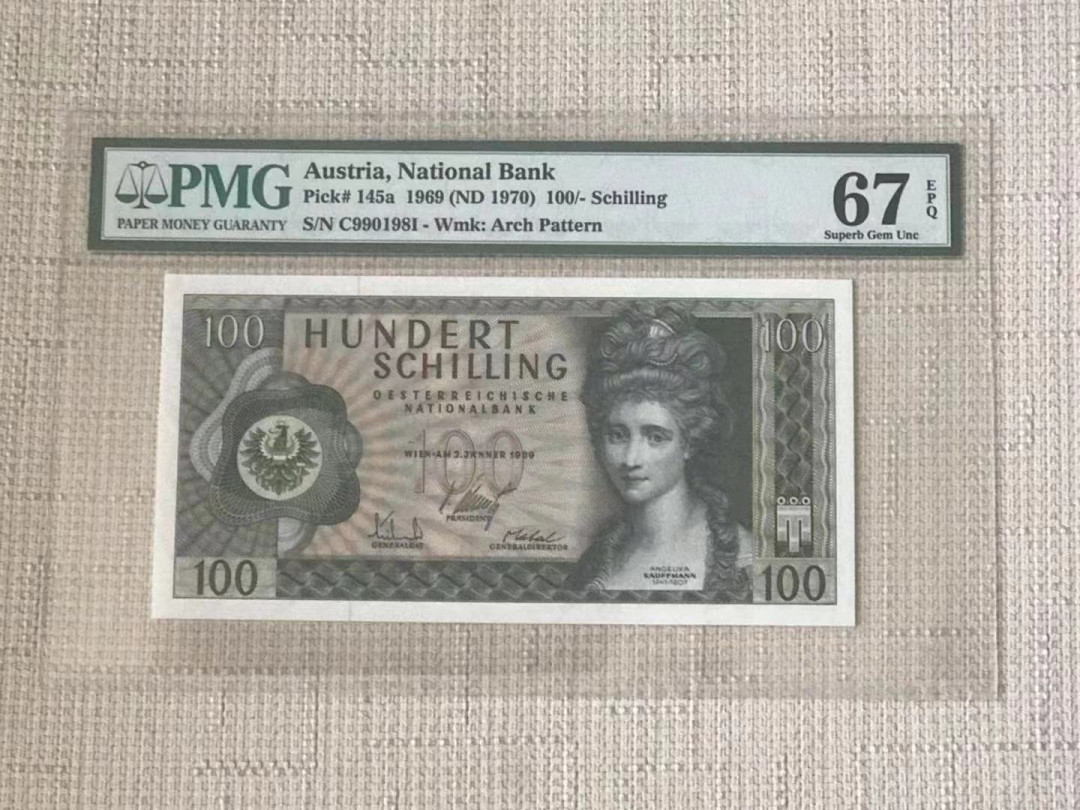 PMG
PAPER MONEY GUARANTY
Austria, National Bank
Pick# 145a 1969 (ND 1970) 100/- Schilling
S/N C990198I - Wmk: Arch Pattern
67
EPQ
Superb Gem Unc
100
HUNDERT
SCHILLING
100
OESTERREICHISCHE
NATIONALBANK
100
WIEN·AM 2.JÄNNER 1969
PRÄSIDENT
GENERALRAT
GENERALDIREKTOR
ANGELIKA
KAUFFMANN
1741-1807
100
100